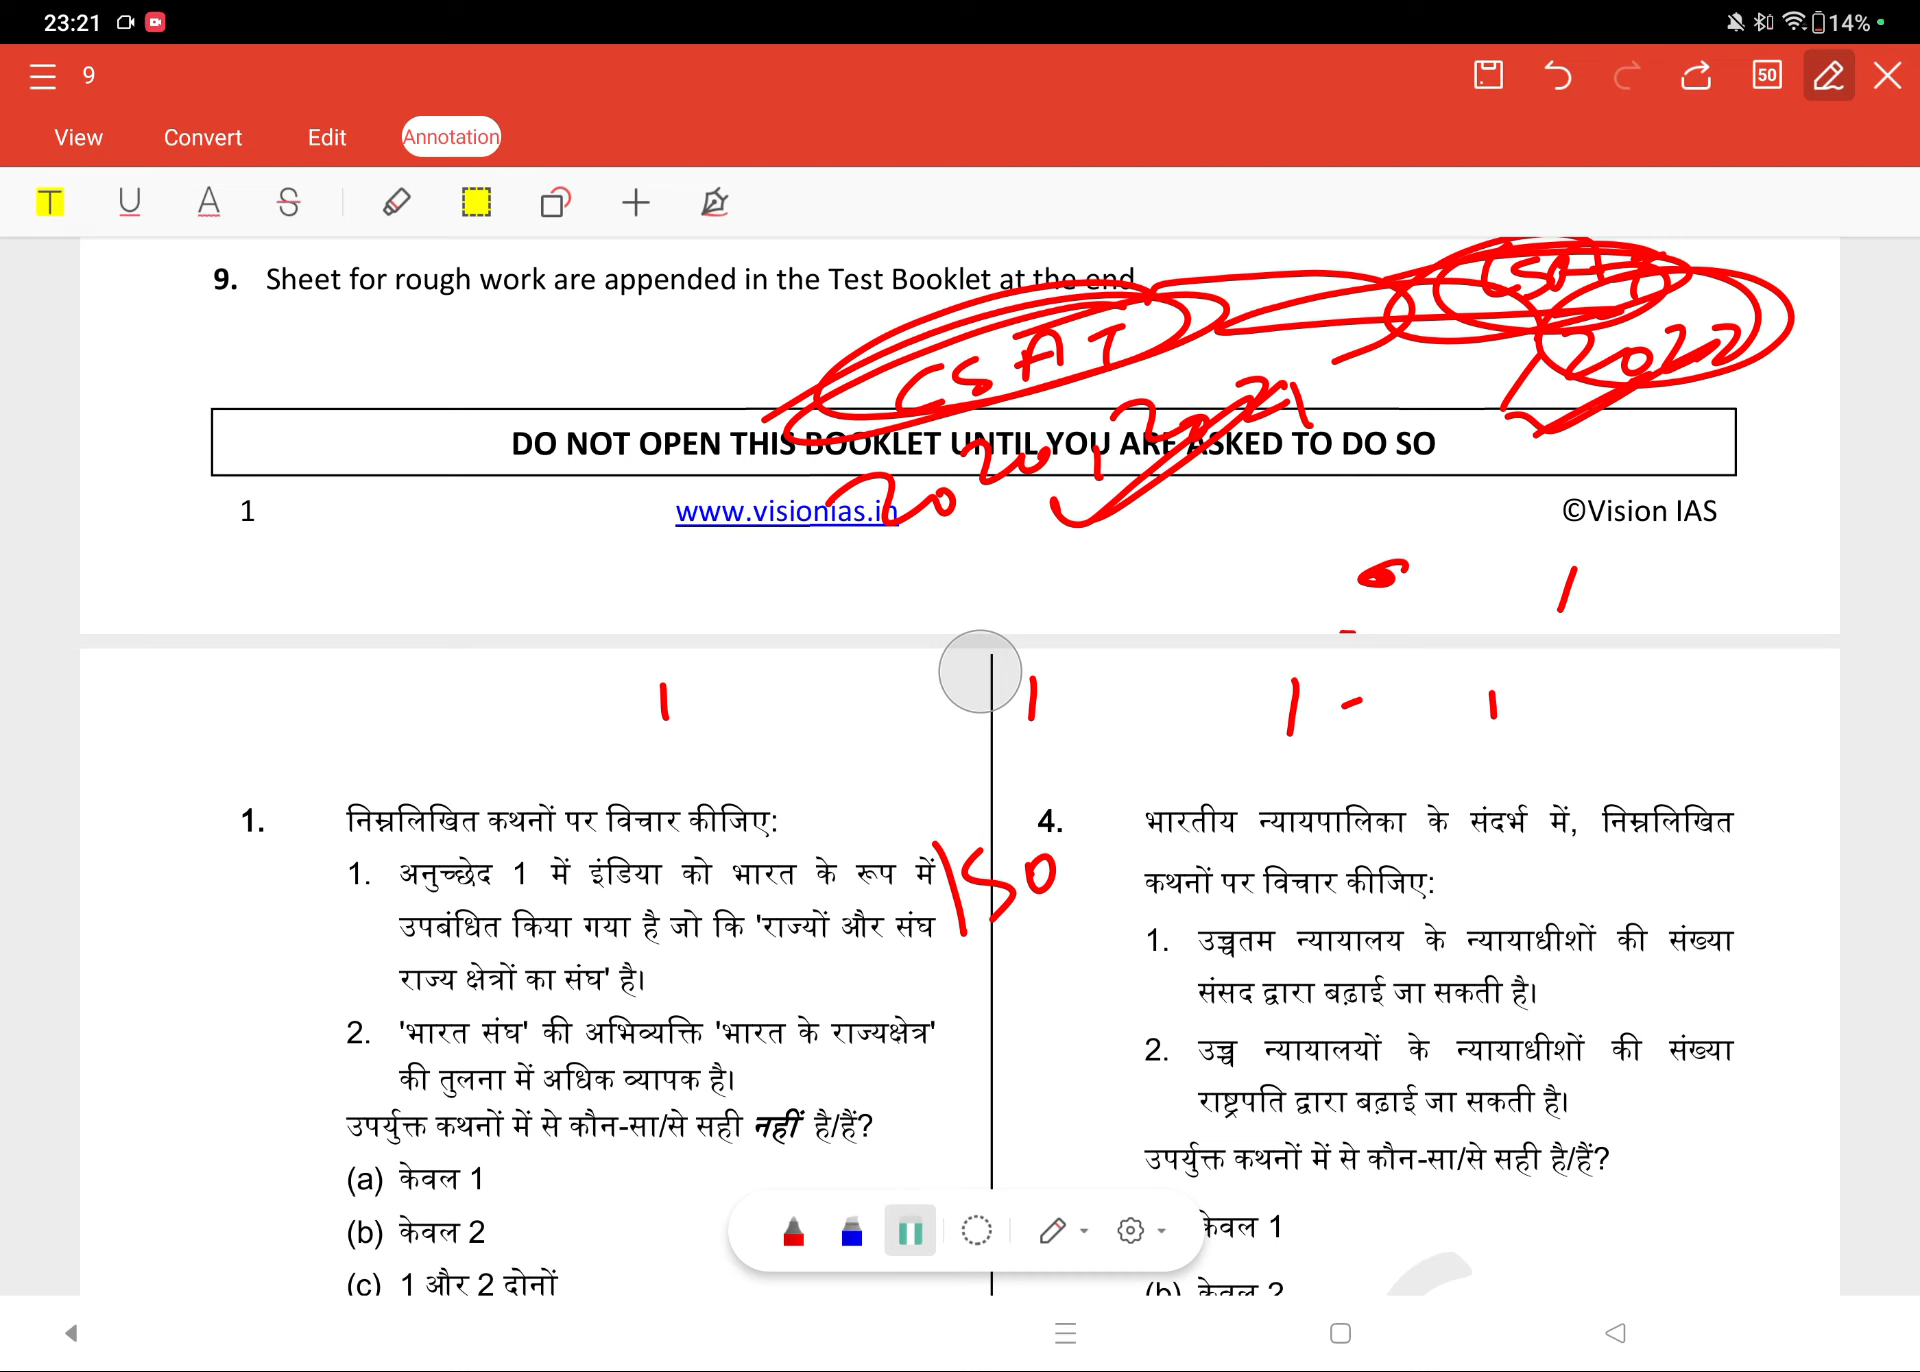 23:21 14%
9 50
View Convert Edit Annotation
T U A S
9. Sheet for rough work are appended in the Test Booklet at the end
CSAT
2022
2020, 2021
DO NOT OPEN THIS BOOKLET UNTIL YOU ARE ASKED TO DO SO
1 www.visionias.in ©Vision IAS
1. निम्नलिखित कथनों पर विचार कीजिए:
1. अनुच्छेद 1 में इंडिया को भारत के रूप में
उपबंधित किया गया है जो कि 'राज्यों और संघ
राज्य क्षेत्रों का संघ' है।
2. 'भारत संघ' की अभिव्यक्ति 'भारत के राज्यक्षेत्र'
की तुलना में अधिक व्यापक है।
उपर्युक्त कथनों में से कौन-सा/से सही नहीं है/हैं?
(a) केवल 1
(b) केवल 2
(c) 1 और 2 दोनों
150
4. भारतीय न्यायपालिका के संदर्भ में, निम्नलिखित
कथनों पर विचार कीजिए:
1. उच्चतम न्यायालय के न्यायाधीशों की संख्या
संसद द्वारा बढ़ाई जा सकती है।
2. उच्च न्यायालयों के न्यायाधीशों की संख्या
राष्ट्रपति द्वारा बढ़ाई जा सकती है।
उपर्युक्त कथनों में से कौन-सा/से सही है/हैं?
केवल 1
(b) केवल 2